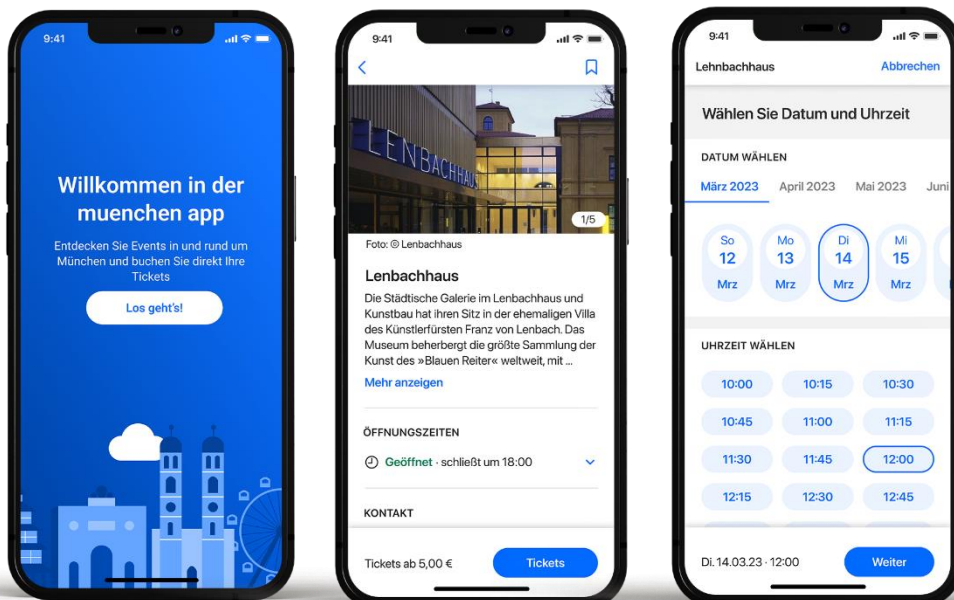 9:41
Willkommen in der
muenchen app
Entdecken Sie Events in und rund um
München und buchen Sie direkt Ihre
Tickets
Los geht's!
9:41
LENBACHHAUS
1/5
Foto: © Lenbachhaus
Lenbachhaus
Die Städtische Galerie im Lenbachhaus und
Kunstbau hat ihren Sitz in der ehemaligen Villa
des Künstlerfürsten Franz von Lenbach. Das
Museum beherbergt die größte Sammlung der
Kunst des »Blauen Reiter« weltweit, mit ...
Mehr anzeigen
ÖFFNUNGSZEITEN
Geöffnet · schließt um 18:00
KONTAKT
Tickets ab 5,00 € Tickets
9:41
Lehnbachhaus Abbrechen
Wählen Sie Datum und Uhrzeit
DATUM WÄHLEN
März 2023 April 2023 Mai 2023 Juni
So Mo Di Mi
12 13 14 15
Mrz Mrz Mrz Mrz
UHRZEIT WÄHLEN
10:00 10:15 10:30
10:45 11:00 11:15
11:30 11:45 12:00
12:15 12:30 12:45
Di. 14.03.23 · 12:00 Weiter